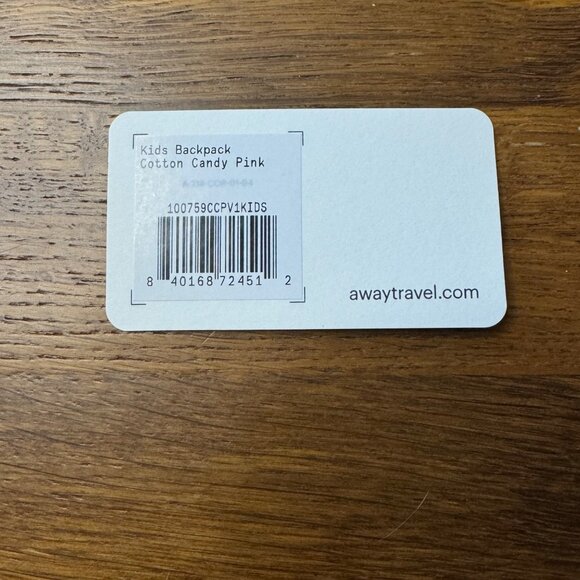 Kids Backpack
Cotton Candy Pink
100759CCPV1KIDS
8 40168 72451 2
awaytravel.com